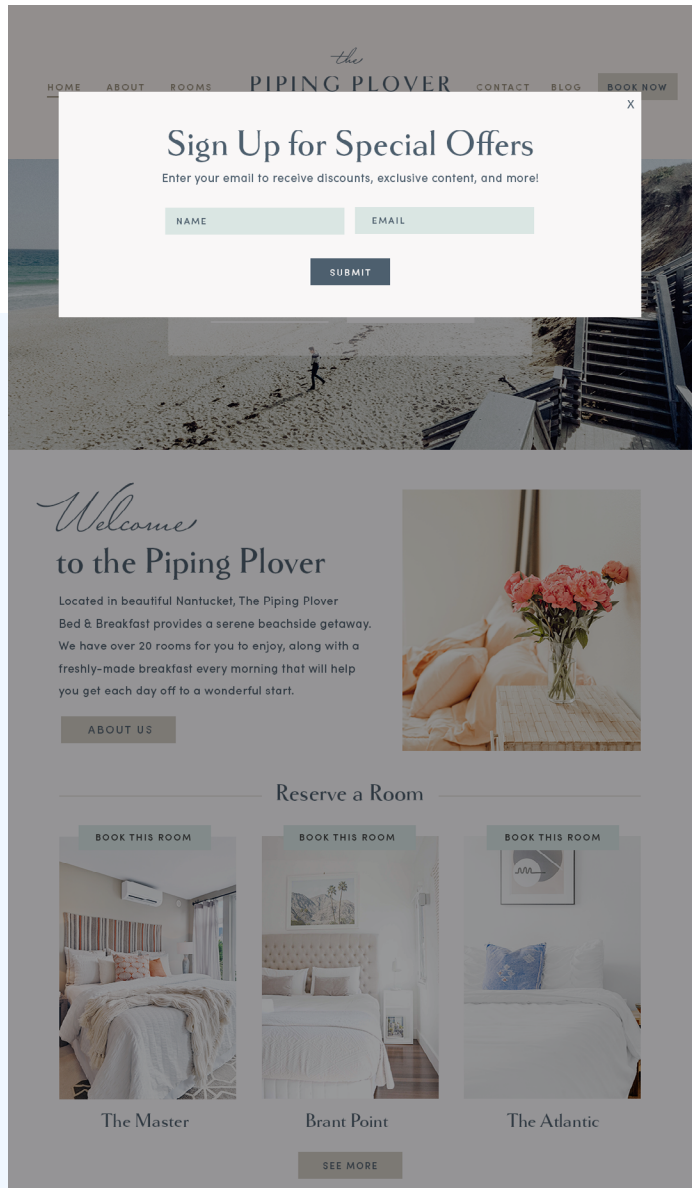 the
PIPING PLOVER
HOME ABOUT ROOMS CONTACT BLOG BOOK NOW
X
Sign Up for Special Offers
Enter your email to receive discounts, exclusive content, and more!
NAME EMAIL
SUBMIT
Welcome
to the Piping Plover
Located in beautiful Nantucket, The Piping Plover
Bed & Breakfast provides a serene beachside getaway.
We have over 20 rooms for you to enjoy, along with a
freshly-made breakfast every morning that will help
you get each day off to a wonderful start.
ABOUT US
Reserve a Room
BOOK THIS ROOM BOOK THIS ROOM BOOK THIS ROOM
The Master Brant Point The Atlantic
SEE MORE